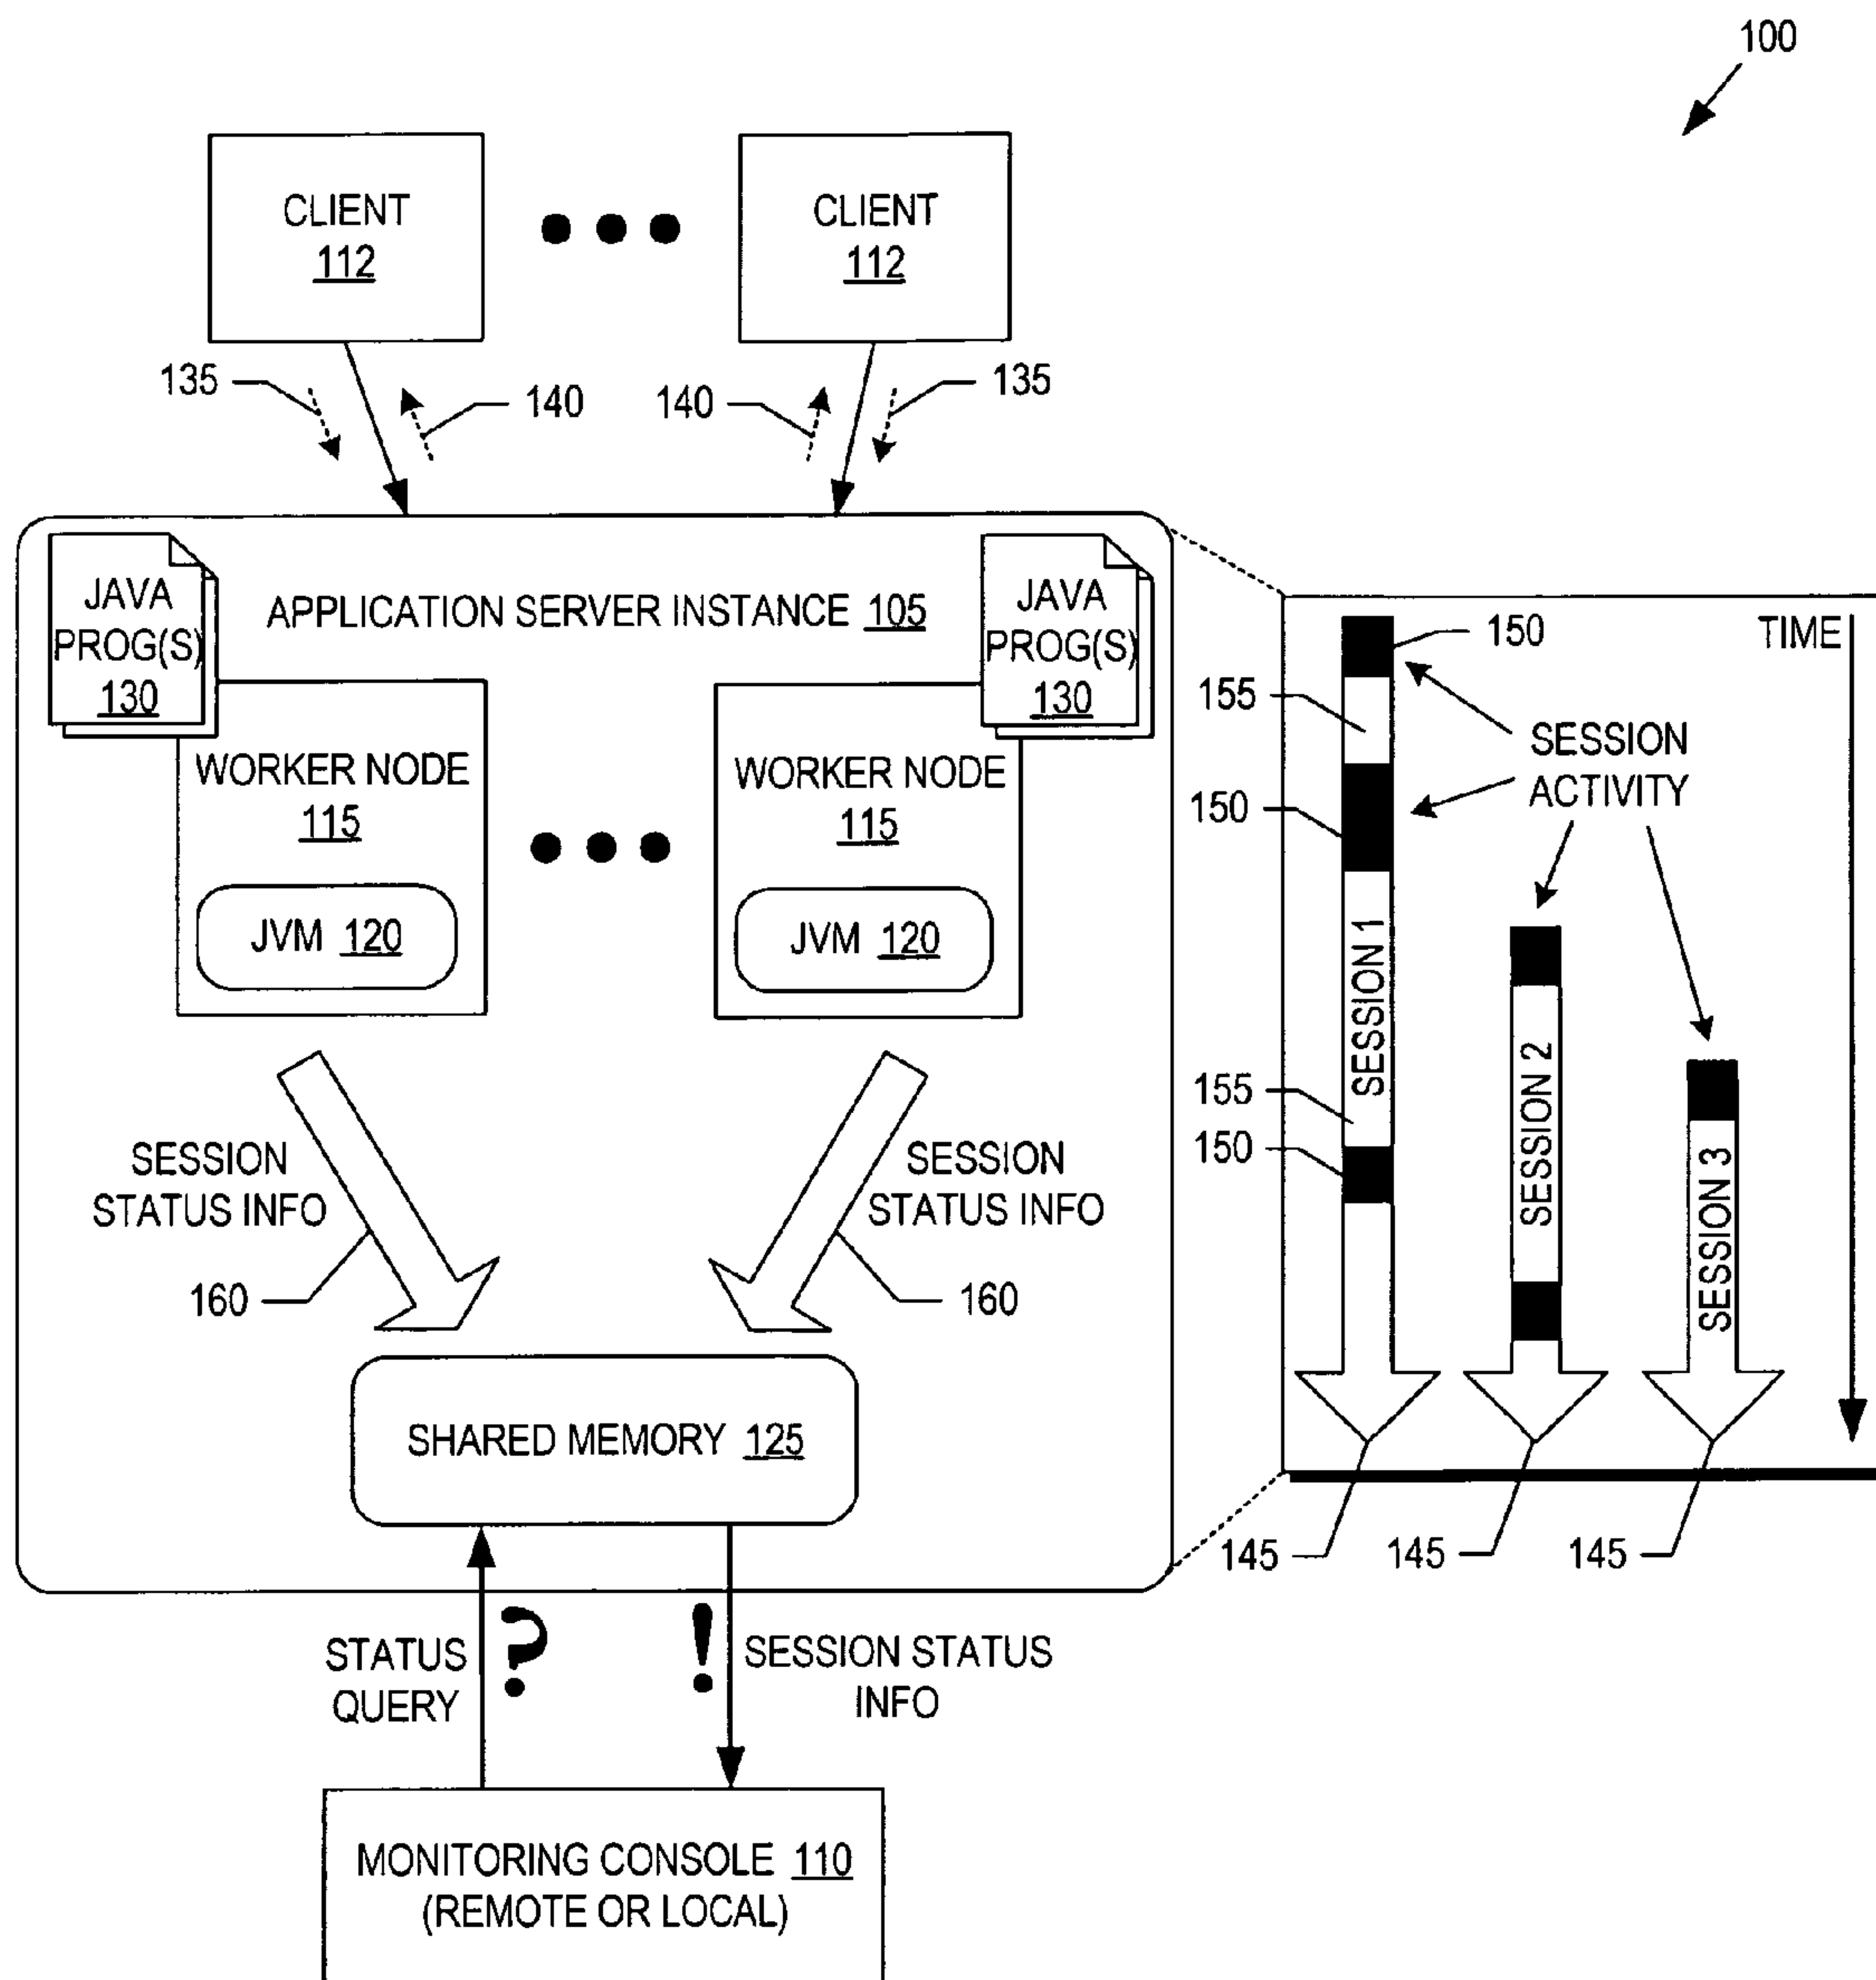 100
CLIENT
112
CLIENT
112
135
140
140
135
JAVA
PROG(S)
130
APPLICATION SERVER INSTANCE 105
JAVA
PROG(S)
130
WORKER NODE
115
JVM 120
WORKER NODE
115
JVM 120
SESSION
STATUS INFO
160
SESSION
STATUS INFO
160
SHARED MEMORY 125
STATUS
QUERY
?
!
SESSION STATUS
INFO
MONITORING CONSOLE 110
(REMOTE OR LOCAL)
TIME
150
155
SESSION
ACTIVITY
150
SESSION 1
155
150
SESSION 2
SESSION 3
145
145
145